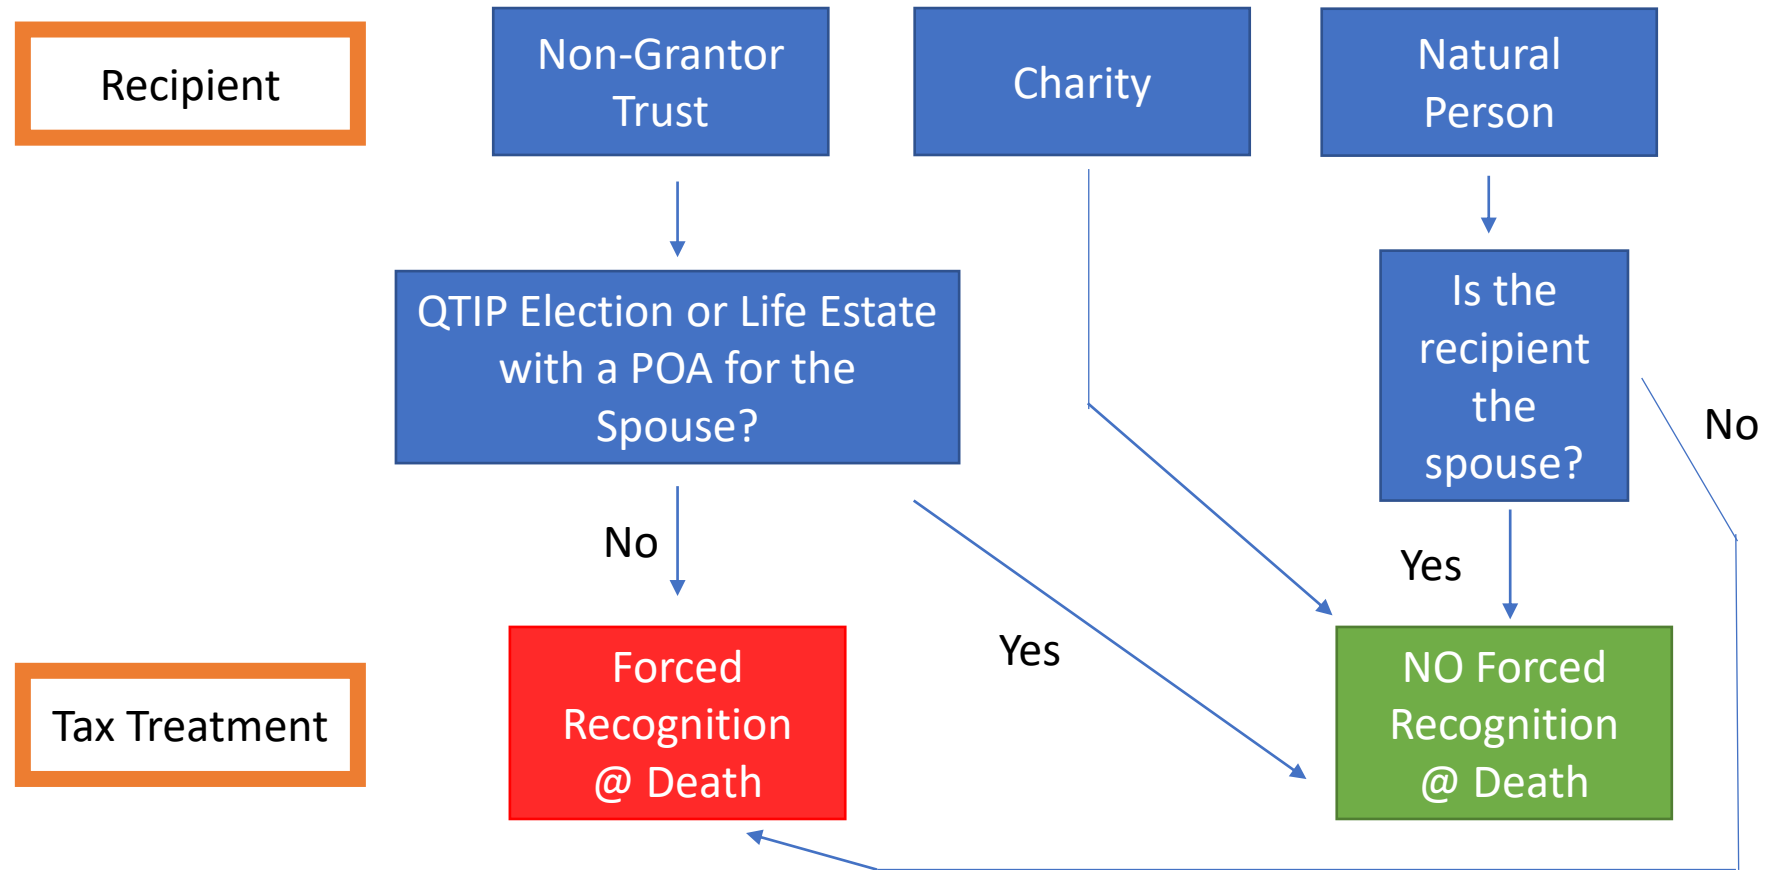 Recipient
Non-Grantor
Trust
Charity
Natural
Person
QTIP Election or Life Estate
with a POA for the
Spouse?
Is the
recipient
the
spouse?
No
No
Yes
Yes
Tax Treatment
Forced
Recognition
@ Death
NO Forced
Recognition
@ Death